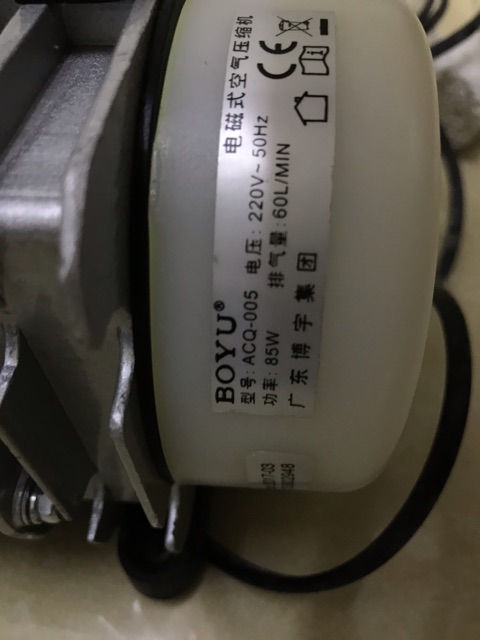 电磁式空气压缩机
CE
BOYU®
型号: ACQ-005 电压: 220V~50Hz
功率: 85W 排气量: 60L/MIN
广东博宇集团